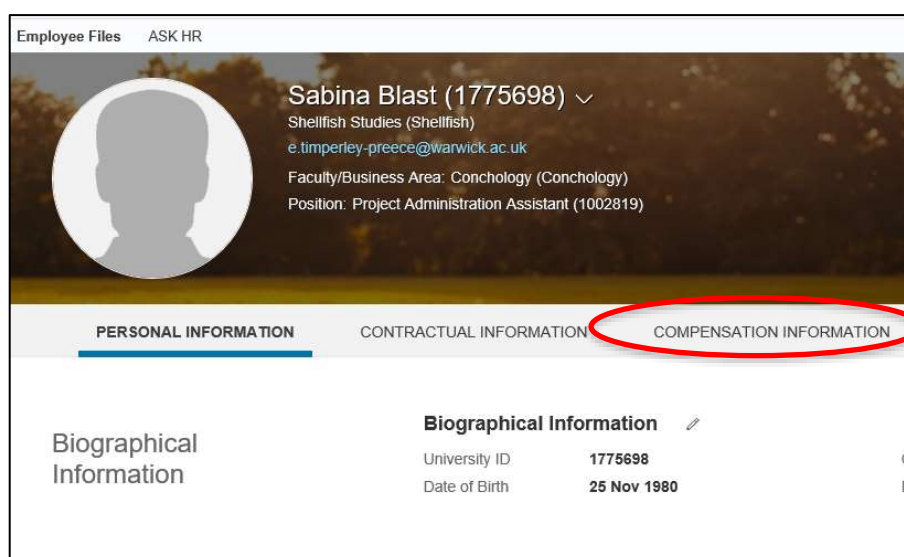 Employee Files ASK HR
Sabina Blast (1775698)
Shellfish Studies (Shellfish)
e.timperley-preece@warwick.ac.uk
Faculty/Business Area: Conchology (Conchology)
Position: Project Administration Assistant (1002819)
PERSONAL INFORMATION CONTRACTUAL INFORMATION COMPENSATION INFORMATION
Biographical
Information
Biographical Information
University ID 1775698
Date of Birth 25 Nov 1980